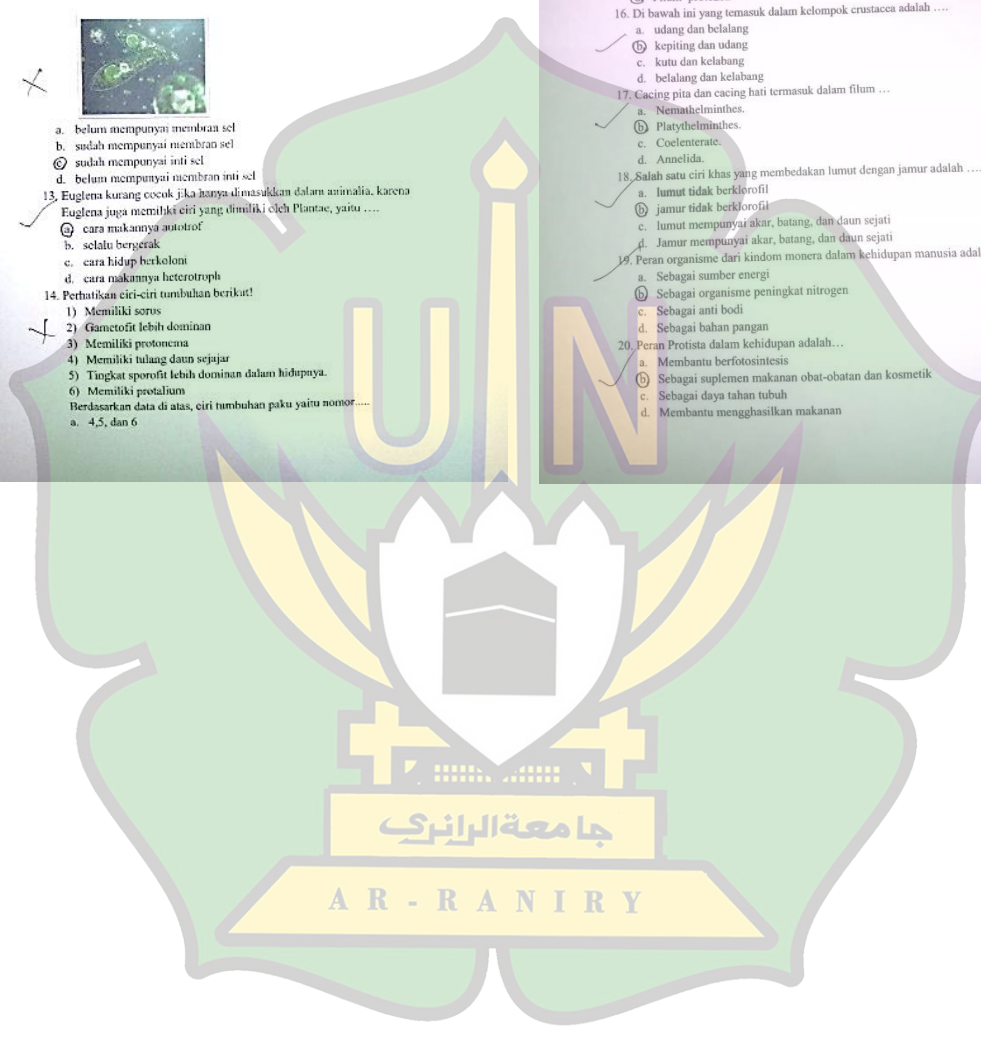 a. belum mempunyai membran sel
b. sudah mempunyai membran sel
c. sudah mempunyai inti sel
d. belum mempunyai membran inti sel
13. Euglena kurang cocok jika hanya dimasukkan dalam animalia, karena
Euglena juga memiliki ciri yang dimiliki oleh Plantae, yaitu ….
a. cara makannya autotrof
b. selalu bergerak
c. cara hidup berkoloni
d. cara makannya heterotroph
14. Perhatikan ciri-ciri tumbuhan berikut!
1) Memiliki sorus
2) Gametofit lebih dominan
3) Memiliki protonema
4) Memiliki tulang daun sejajar
5) Tingkat sporofit lebih dominan dalam hidupnya.
6) Memiliki protalium
Berdasarkan data di atas, ciri tumbuhan paku yaitu nomor.....
a. 4,5, dan 6
16. Di bawah ini yang temasuk dalam kelompok crustacea adalah ….
a. udang dan belalang
b. kepiting dan udang
c. kutu dan kelabang
d. belalang dan kelabang
17. Cacing pita dan cacing hati termasuk dalam filum …
a. Nemathelminthes.
b. Platythelminthes.
c. Coelenterate.
d. Annelida.
18. Salah satu ciri khas yang membedakan lumut dengan jamur adalah ….
a. lumut tidak berklorofil
b. jamur tidak berklorofil
c. lumut mempunyai akar, batang, dan daun sejati
d. Jamur mempunyai akar, batang, dan daun sejati
19. Peran organisme dari kindom monera dalam kehidupan manusia adal
a. Sebagai sumber energi
b. Sebagai organisme peningkat nitrogen
c. Sebagai anti bodi
d. Sebagai bahan pangan
20. Peran Protista dalam kehidupan adalah…
a. Membantu berfotosintesis
b. Sebagai suplemen makanan obat-obatan dan kosmetik
c. Sebagai daya tahan tubuh
d. Membantu mengghasilkan makanan
UIN
جامعة الرانري
AR-RANIRY